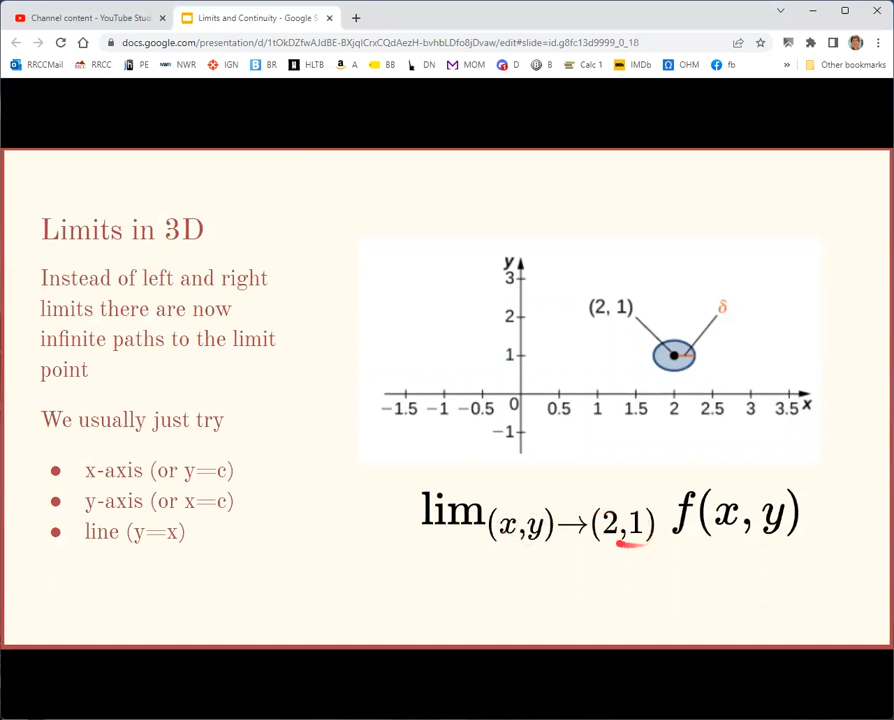 Channel content - YouTube Stud
Limits and Continuity - Google S
docs.google.com/presentation/d/1tOkDZfwAJdBE-BXjqICrxCQdAezH-bvhbLDfo8jDvaw/edit#slide=id.g8fc13d9999_0_18
RRCCMail RRCC PE NWR IGN BJ HLTB A BB DN MOM D B Calc 1 IMDb OHM fb » Other bookmarks
Limits in 3D
Instead of left and right
limits there are now
infinite paths to the limit
point
We usually just try
● x-axis (or y=c)
● y-axis (or x=c)
● line (y=x)
y
3
2
1
0
−1
(2, 1)
δ
−1.5 −1 −0.5 0.5 1 1.5 2 2.5 3 3.5 x
lim(x,y)→(2,1) f(x, y)